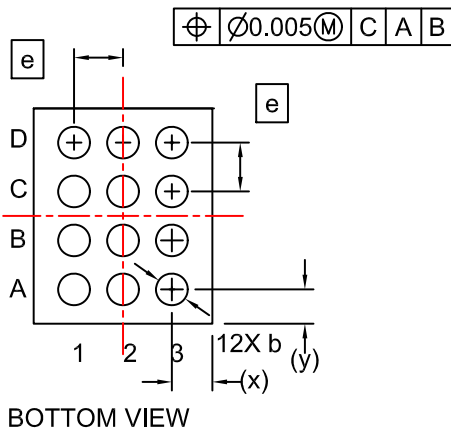 ⌖ ⌀0.005Ⓜ C A B
e
e
D
C
B
A
1 2 3
12X b
(y)
(x)
BOTTOM VIEW